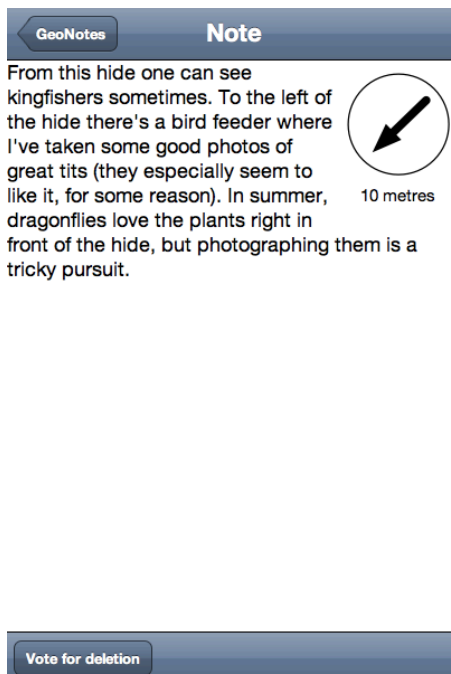 GeoNotes
Note
From this hide one can see
kingfishers sometimes. To the left of
the hide there's a bird feeder where
I've taken some good photos of
great tits (they especially seem to
like it, for some reason). In summer,
dragonflies love the plants right in
front of the hide, but photographing them is a
tricky pursuit.
10 metres
Vote for deletion